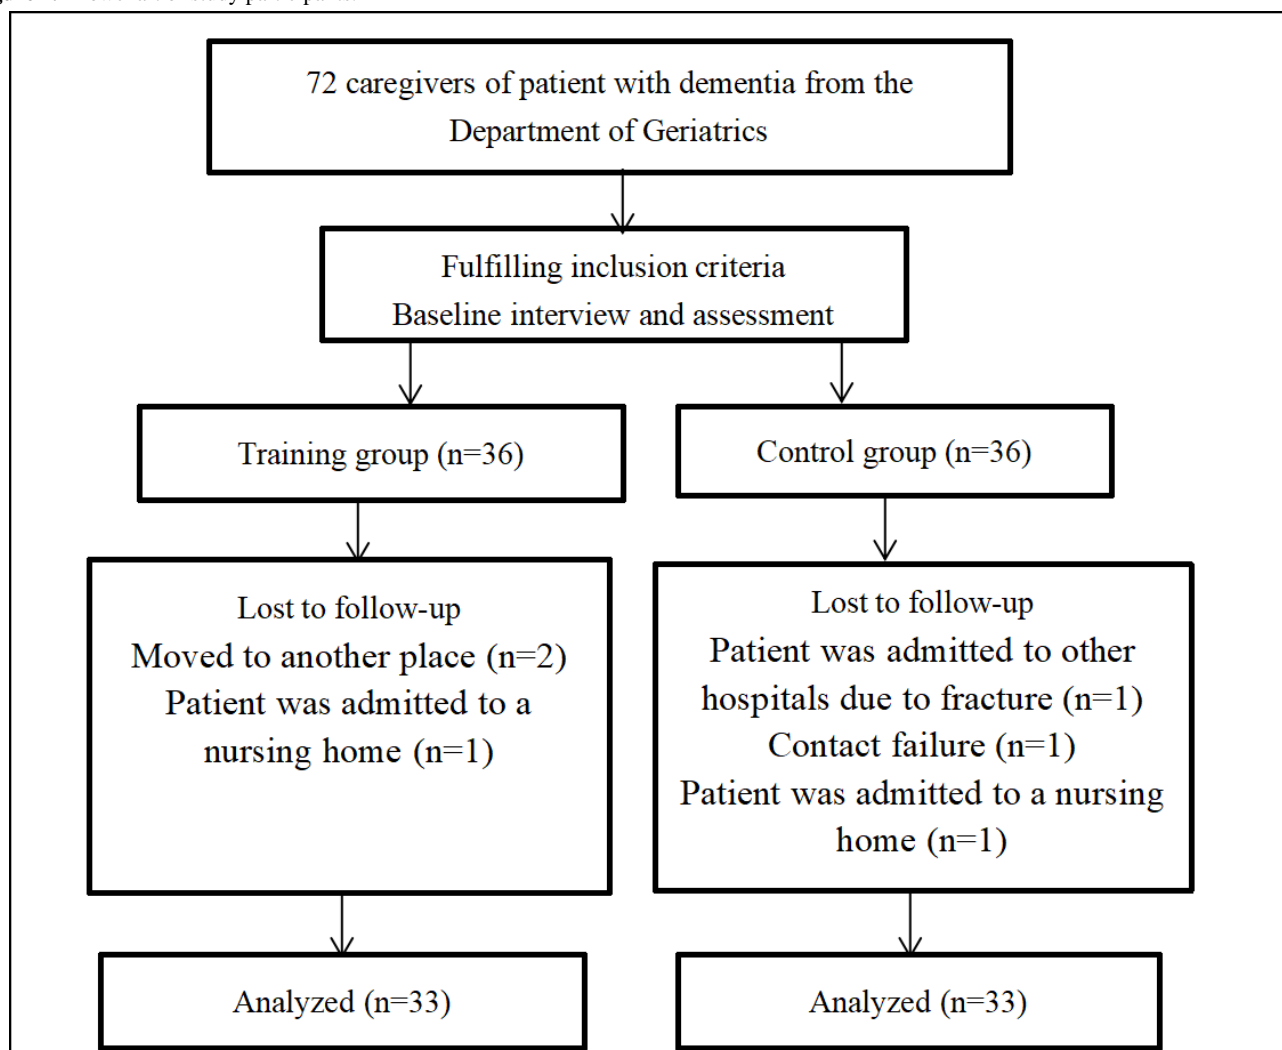 72 caregivers of patient with dementia from the
Department of Geriatrics
Fulfilling inclusion criteria
Baseline interview and assessment
Training group (n=36)
Control group (n=36)
Lost to follow-up
Moved to another place (n=2)
Patient was admitted to a
nursing home (n=1)
Lost to follow-up
Patient was admitted to other
hospitals due to fracture (n=1)
Contact failure (n=1)
Patient was admitted to a nursing
home (n=1)
Analyzed (n=33)
Analyzed (n=33)